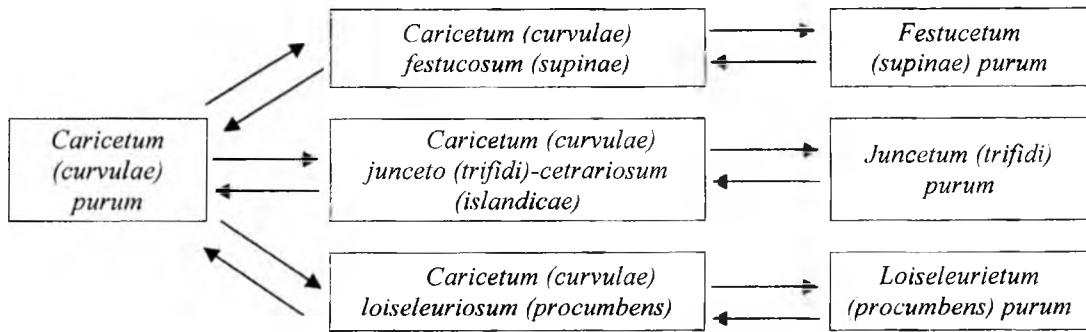 Caricetum (curvulae)
festucosum (supinae)
Festucetum
(supinae) purum
Caricetum
(curvulae)
purum
Caricetum (curvulae)
junceto (trifidi)-cetrariosum
(islandicae)
Juncetum (trifidi)
purum
Caricetum (curvulae)
loiseleuriosum (procumbens)
Loiseleurietum
(procumbens) purum